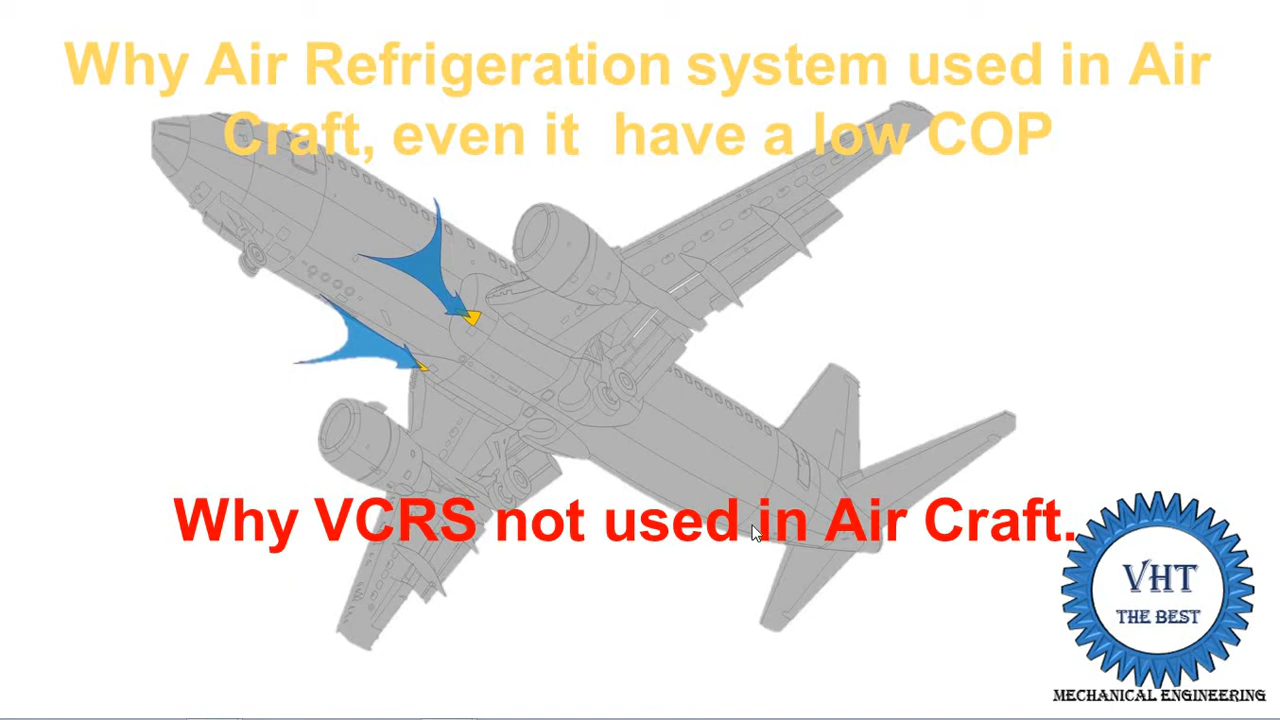 Why Air Refrigeration system used in Air
Craft, even it have a low COP
Why VCRS not used in Air Craft.
VHT
THE BEST
MECHANICAL ENGINEERING